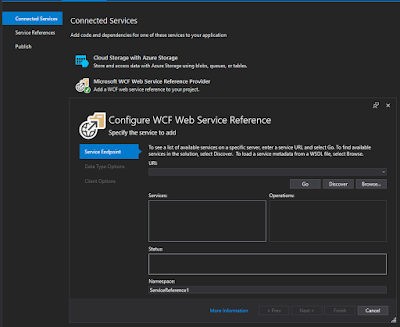 Connected Services
Service References
Publish
Connected Services
Add code and dependencies for one of these services to your application
Cloud Storage with Azure Storage
Store and access data with Azure Storage using blobs, queues, or tables.
Microsoft WCF Web Service Reference Provider
Add a WCF web service reference to your project.
Configure WCF Web Service Reference
Specify the service to add
Service Endpoint
Data Type Options
Client Options
To see a list of available services on a specific server, enter a service URL and select Go. To find available
services in the solution, select Discover.  To load a service metadata from a WSDL file, select Browse.
URI:
Go
Discover
Browse...
Services:
Operations:
Status:
Namespace:
ServiceReference1
More Information
< Prev
Next >
Finish
Cancel